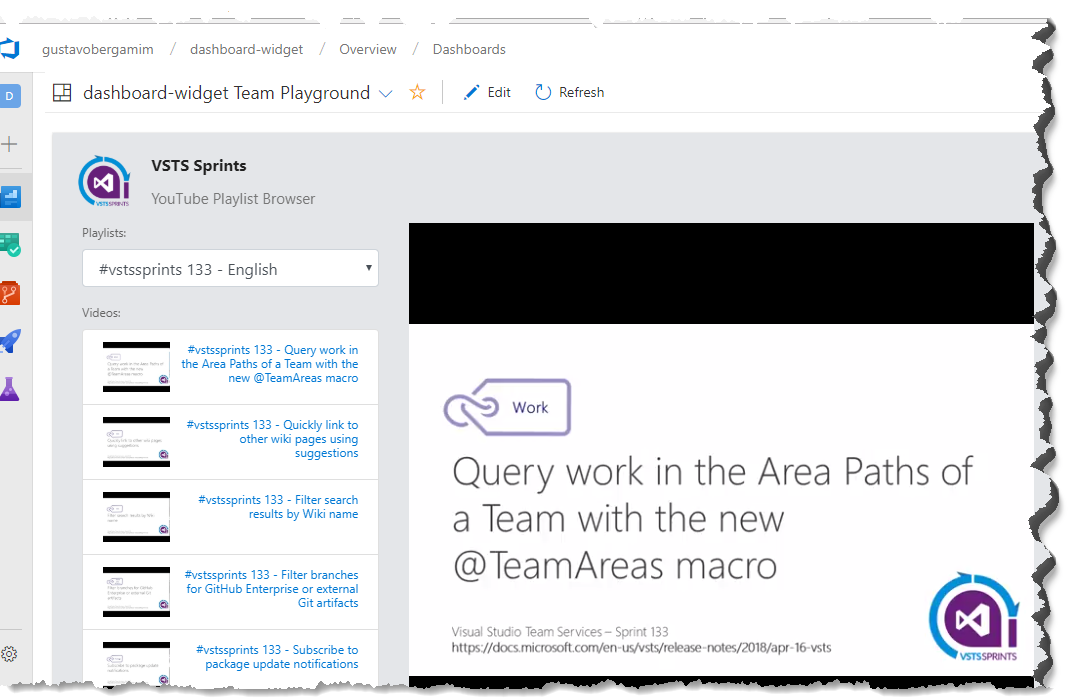 gustavobergamim / dashboard-widget / Overview / Dashboards
D
dashboard-widget Team Playground
Edit
Refresh
VSTS Sprints
YouTube Playlist Browser
VSTSSPRINTS
Playlists:
#vstssprints 133 - English
Videos:
#vstssprints 133 - Query work in
the Area Paths of a Team with the
new @TeamAreas macro
#vstssprints 133 - Quickly link to
other wiki pages using
suggestions
#vstssprints 133 - Filter search
results by Wiki name
#vstssprints 133 - Filter branches
for GitHub Enterprise or external
Git artifacts
#vstssprints 133 - Subscribe to
package update notifications
Work
Query work in the Area Paths of
a Team with the new
@TeamAreas macro
Visual Studio Team Services – Sprint 133
https://docs.microsoft.com/en-us/vsts/release-notes/2018/apr-16-vsts
VSTSSPRINTS